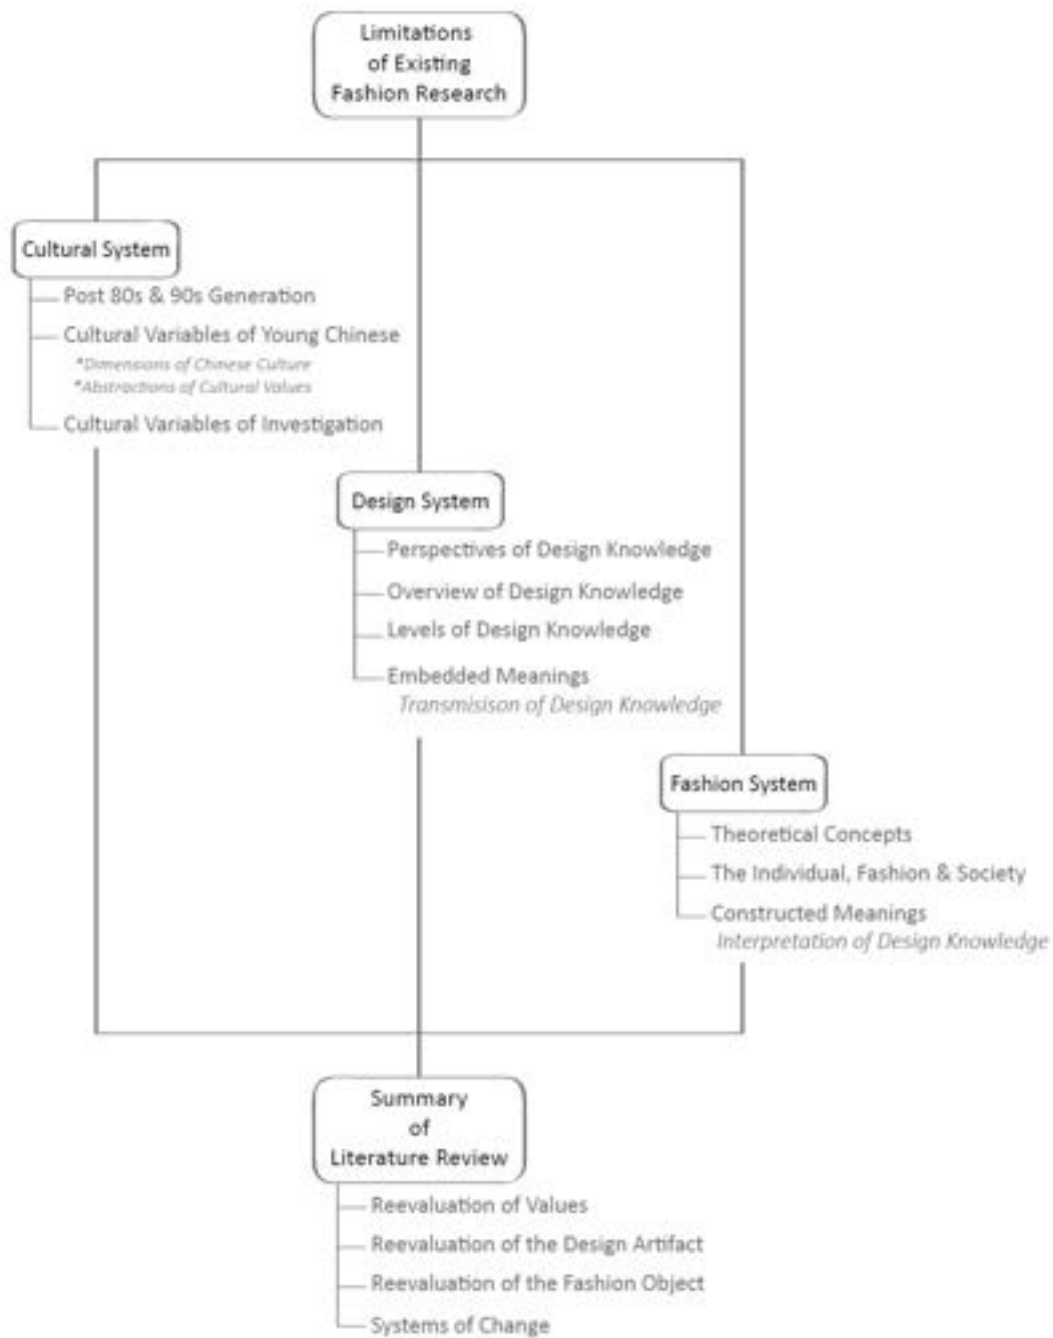 Limitations
of Existing
Fashion Research
Cultural System
Post 80s & 90s Generation
Cultural Variables of Young Chinese
*Dimensions of Chinese Culture
*Abstractions of Cultural Values
Cultural Variables of Investigation
Design System
Perspectives of Design Knowledge
Overview of Design Knowledge
Levels of Design Knowledge
Embedded Meanings
Transmisison of Design Knowledge
Fashion System
Theoretical Concepts
The Individual, Fashion & Society
Constructed Meanings
Interpretation of Design Knowledge
Summary
of
Literature Review
Reevaluation of Values
Reevaluation of the Design Artifact
Reevaluation of the Fashion Object
Systems of Change